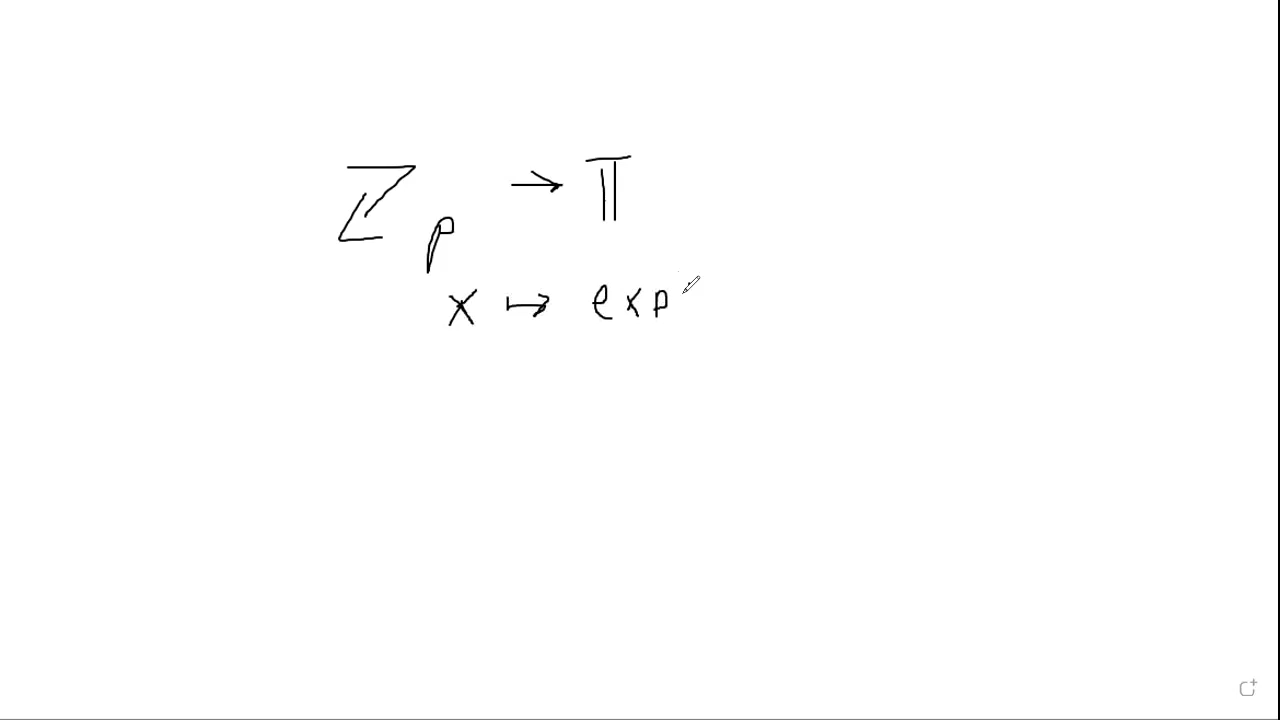 ℤ_p → 𝕋
x ↦ exp